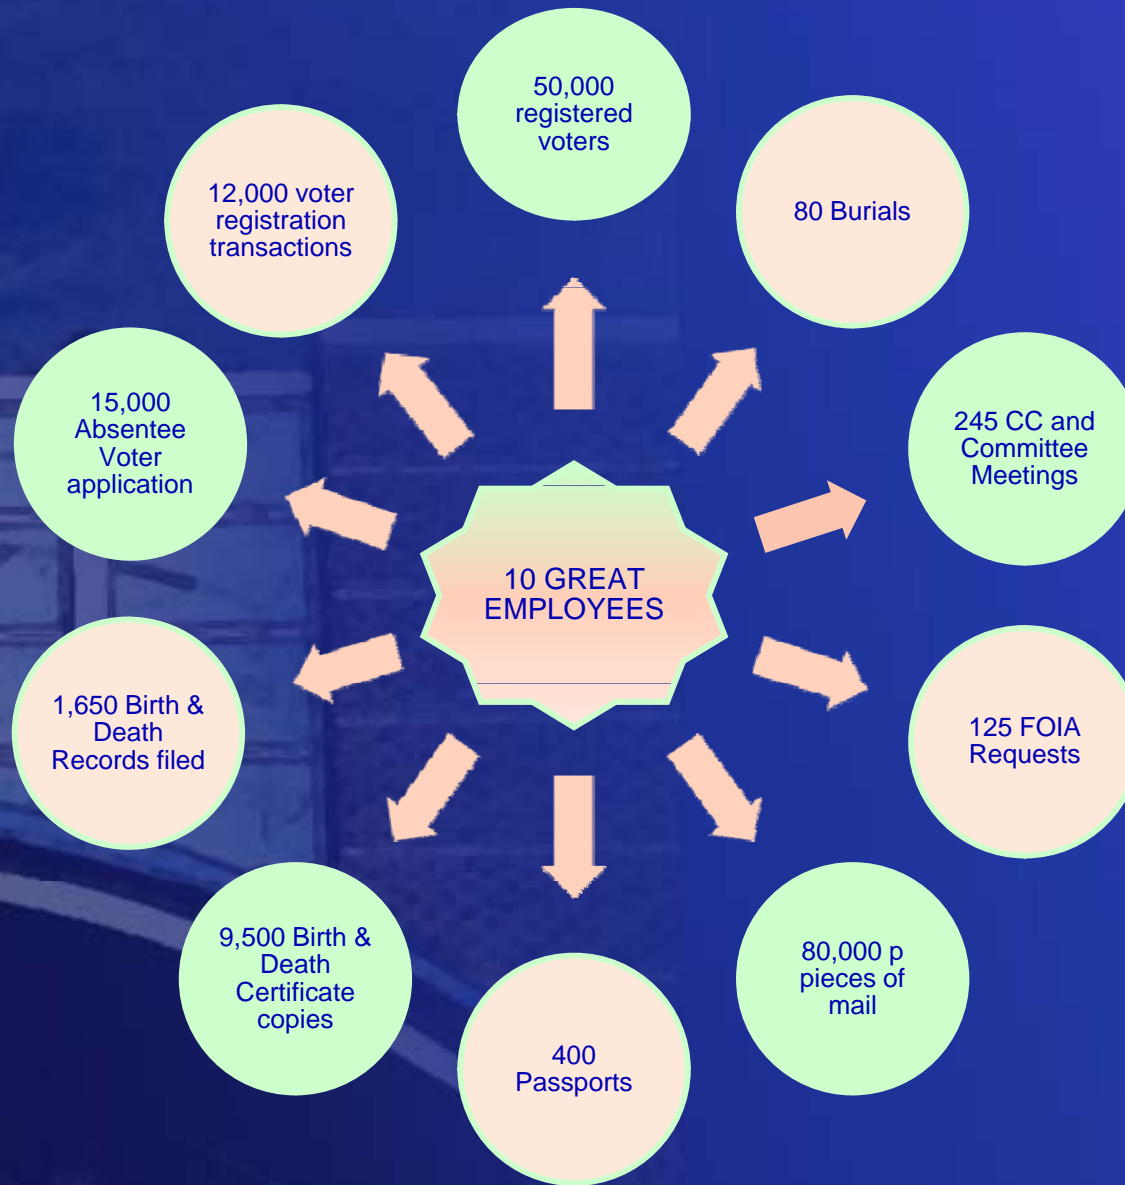 50,000
registered
voters
12,000 voter
registration
transactions
80 Burials
15,000
Absentee
Voter
application
245 CC and
Committee
Meetings
10 GREAT
EMPLOYEES
1,650 Birth &
Death
Records filed
125 FOIA
Requests
9,500 Birth &
Death
Certificate
copies
80,000 p
pieces of
mail
400
Passports